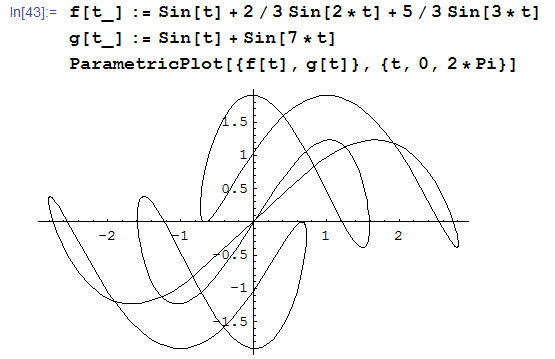 In[43]:= f[t_] := Sin[t] + 2 / 3 Sin[2 * t] + 5 / 3 Sin[3 * t]
g[t_] := Sin[t] + Sin[7 * t]
ParametricPlot[{f[t], g[t]}, {t, 0, 2 * Pi}]
1.5
1
0.5
-2 -1 1 2
-0.5
-1
-1.5